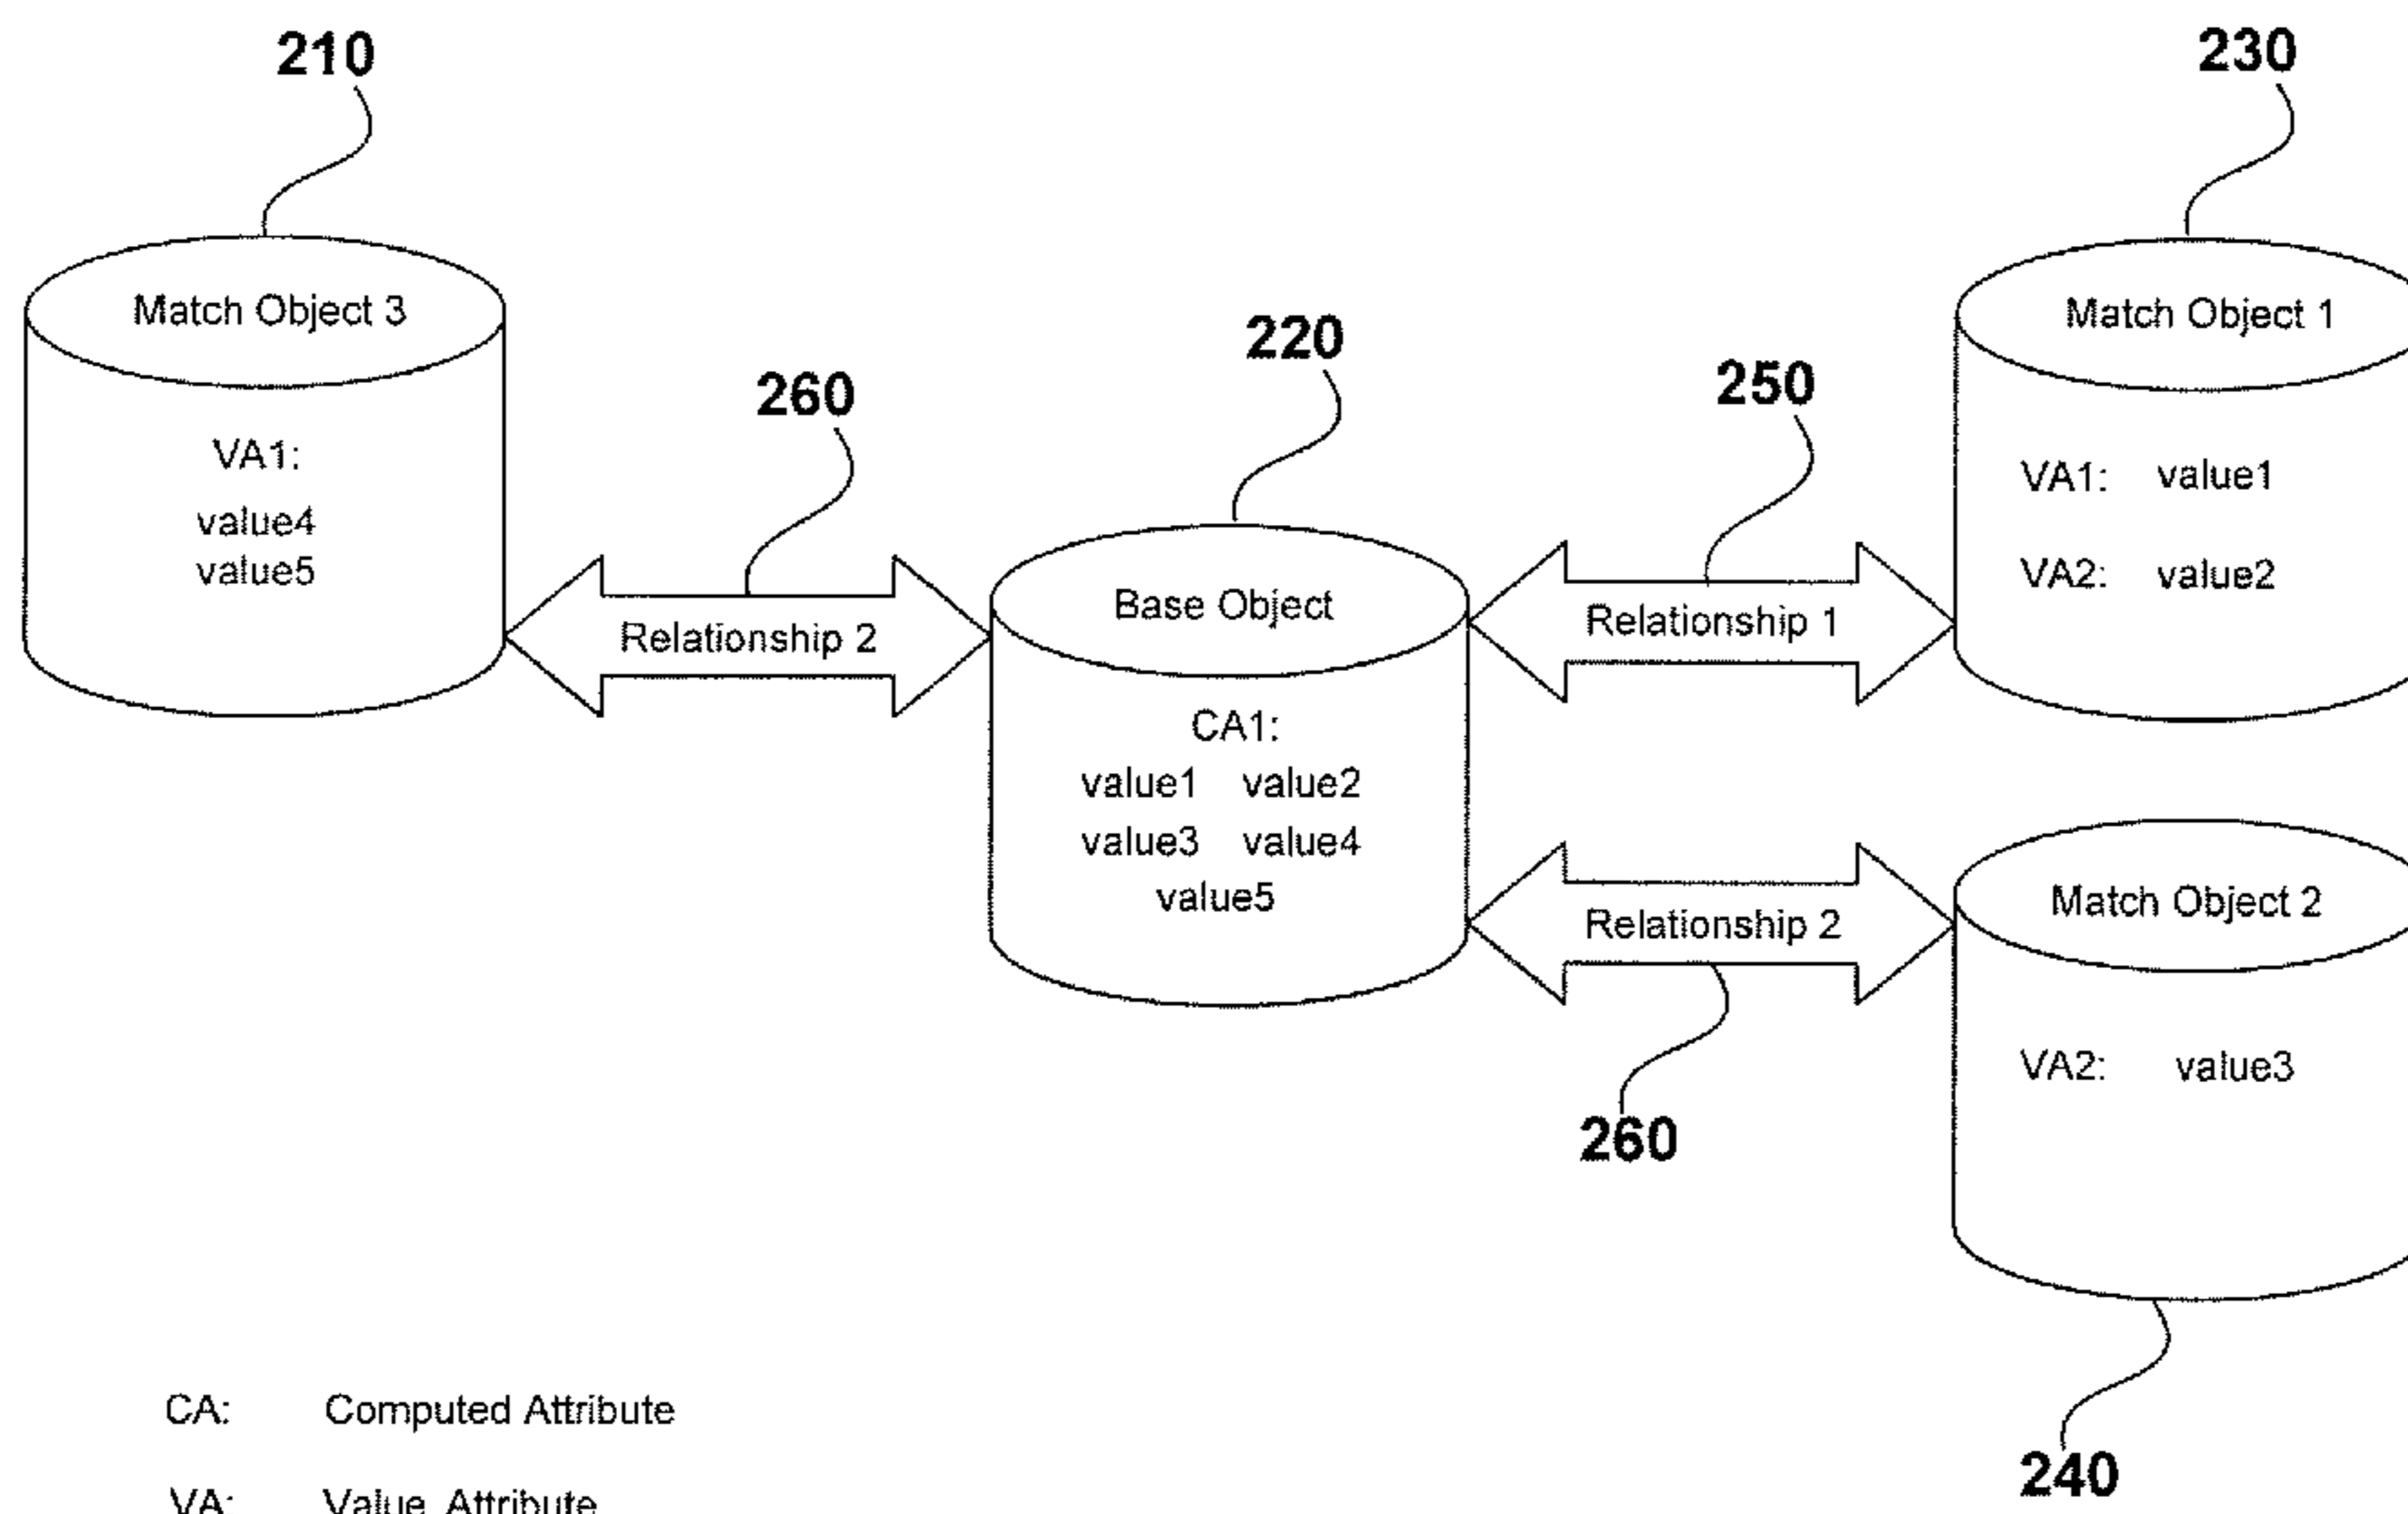 210
230
Match Object 3
Match Object 1
220
260
250
VA1:
value4
value5
VA1: value1
VA2: value2
Base Object
Relationship 2
Relationship 1
CA1:
value1 value2
value3 value4
value5
Relationship 2
Match Object 2
VA2: value3
260
240
CA: Computed Attribute
VA: Value Attribute